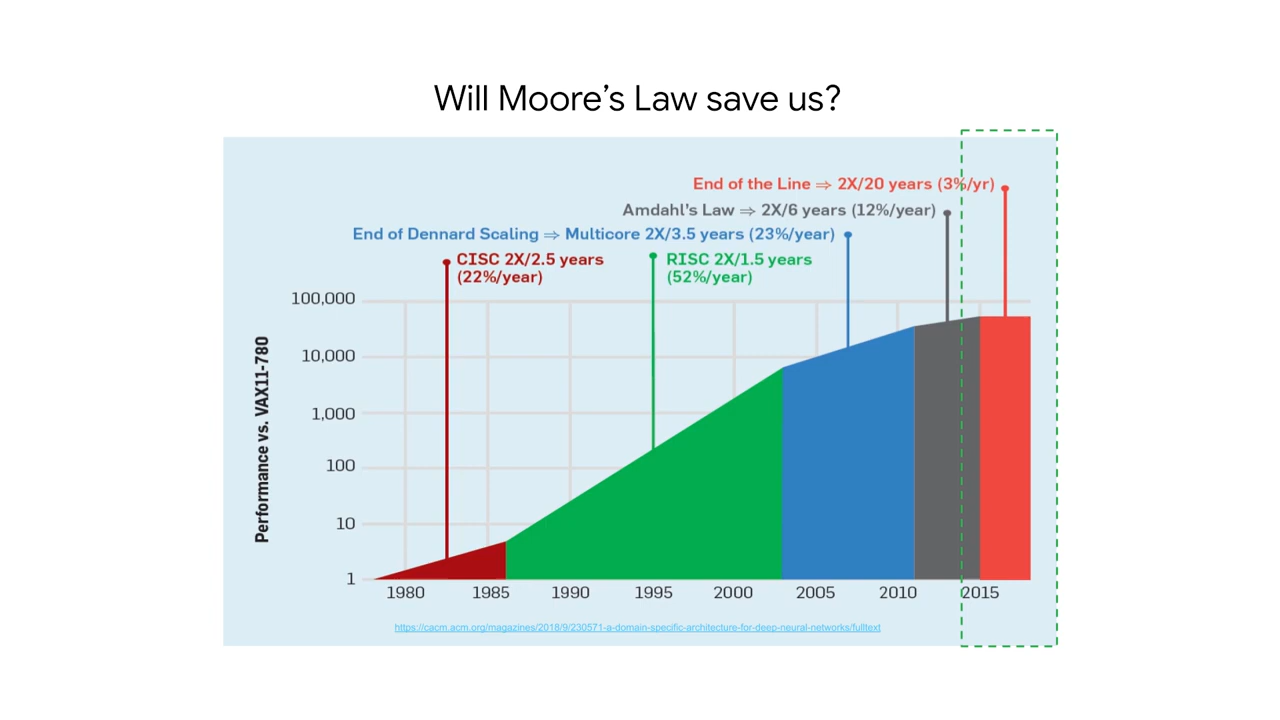 Will Moore’s Law save us?
End of the Line ⇒ 2X/20 years (3%/yr)
Amdahl's Law ⇒ 2X/6 years (12%/year)
End of Dennard Scaling ⇒ Multicore 2X/3.5 years (23%/year)
CISC 2X/2.5 years
(22%/year)
RISC 2X/1.5 years
(52%/year)
Performance vs. VAX11-780
100,000
10,000
1,000
100
10
1
1980 1985 1990 1995 2000 2005 2010 2015
https://cacm.acm.org/magazines/2018/9/230571-a-domain-specific-architecture-for-deep-neural-networks/fulltext